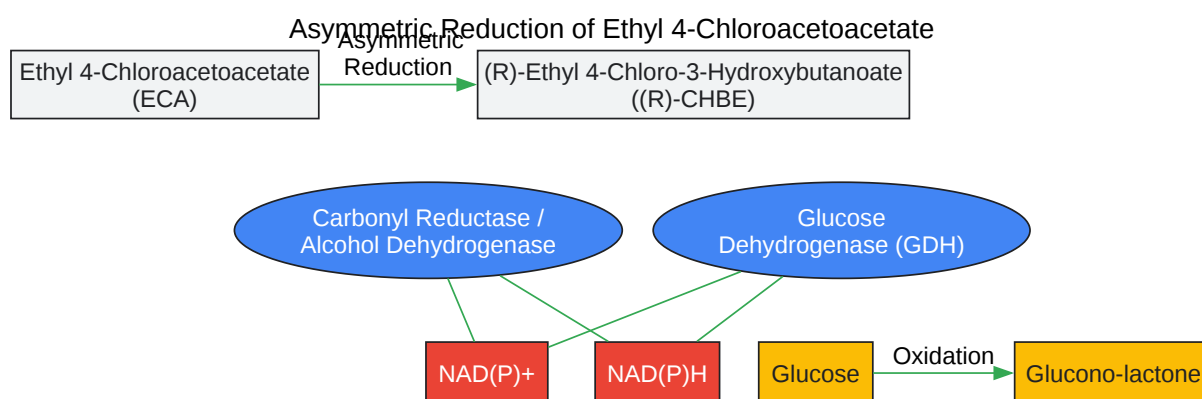 Asymmetric Reduction of Ethyl 4-Chloroacetoacetate
Ethyl 4-Chloroacetoacetate
(ECA)
Asymmetric
Reduction
(R)-Ethyl 4-Chloro-3-Hydroxybutanoate
((R)-CHBE)
Carbonyl Reductase /
Alcohol Dehydrogenase
Glucose
Dehydrogenase (GDH)
NAD(P)+
NAD(P)H
Glucose
Oxidation
Glucono-lactone